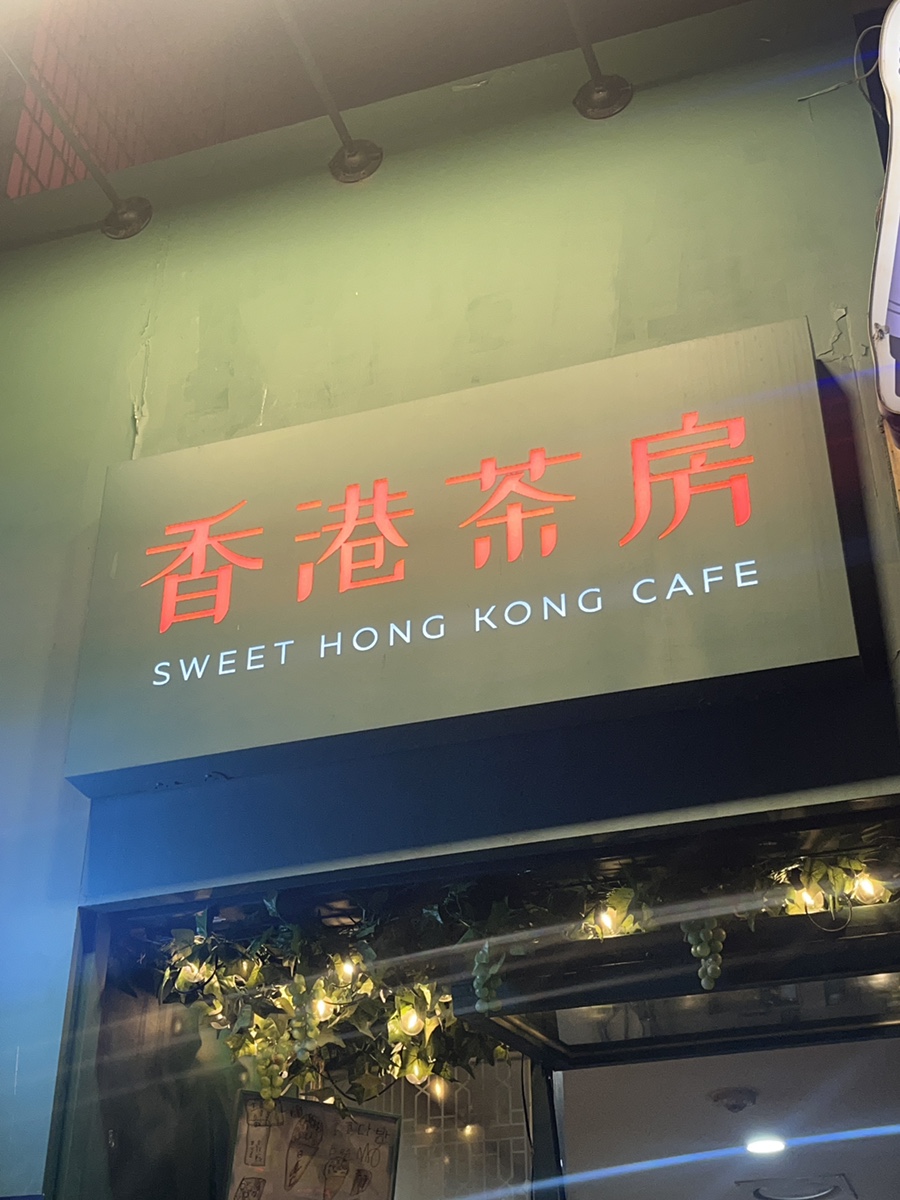 香港茶房
SWEET HONG KONG CAFE